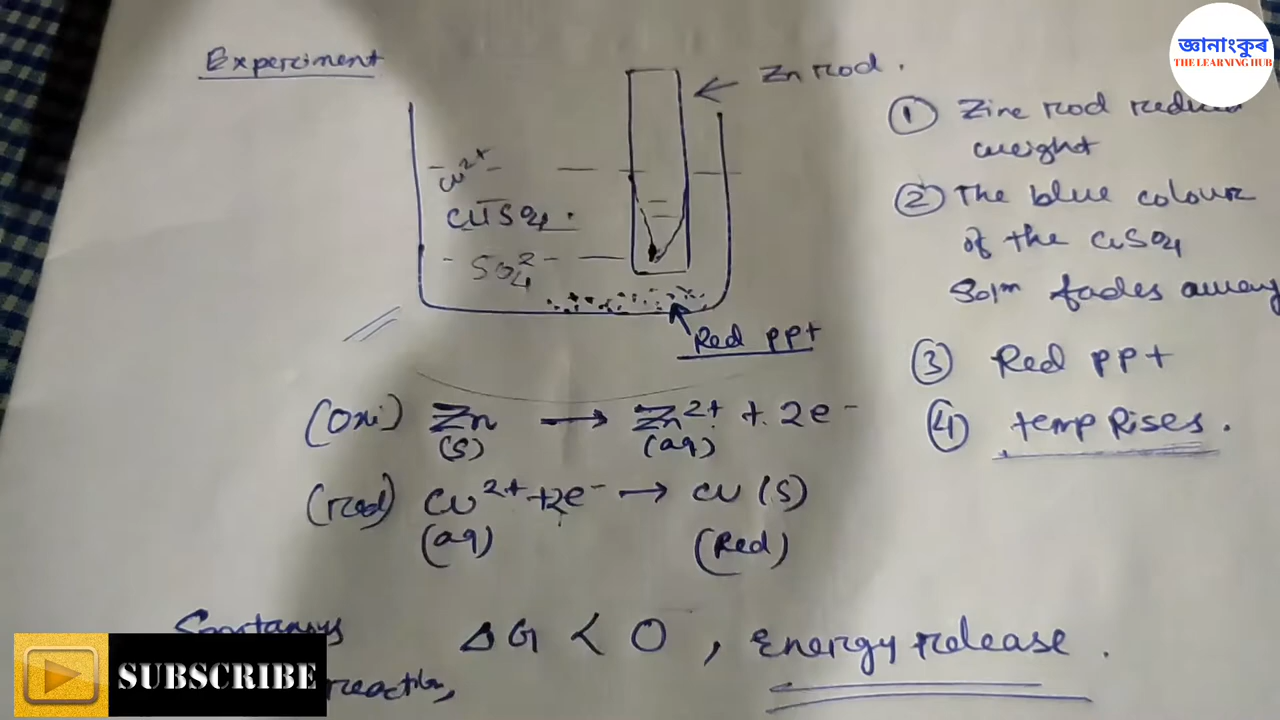 Experiment
Zn rod.
Cu²⁺
CuSO₄.
SO₄²⁻
Red ppt
(Oxi) Zn → Zn²⁺ + 2e⁻
(s) (aq)
(red) Cu²⁺ + 2e⁻ → Cu (s)
(aq) (Red)
ΔG < 0, Energy release.
reaction,
① Zinc rod reduced
weight
② The blue colour
of the CuSO₄
Solⁿ fades away
③ Red ppt
④ temp Rises.
জ্ঞানাংকুৰ
THE LEARNING HUB
SUBSCRIBE